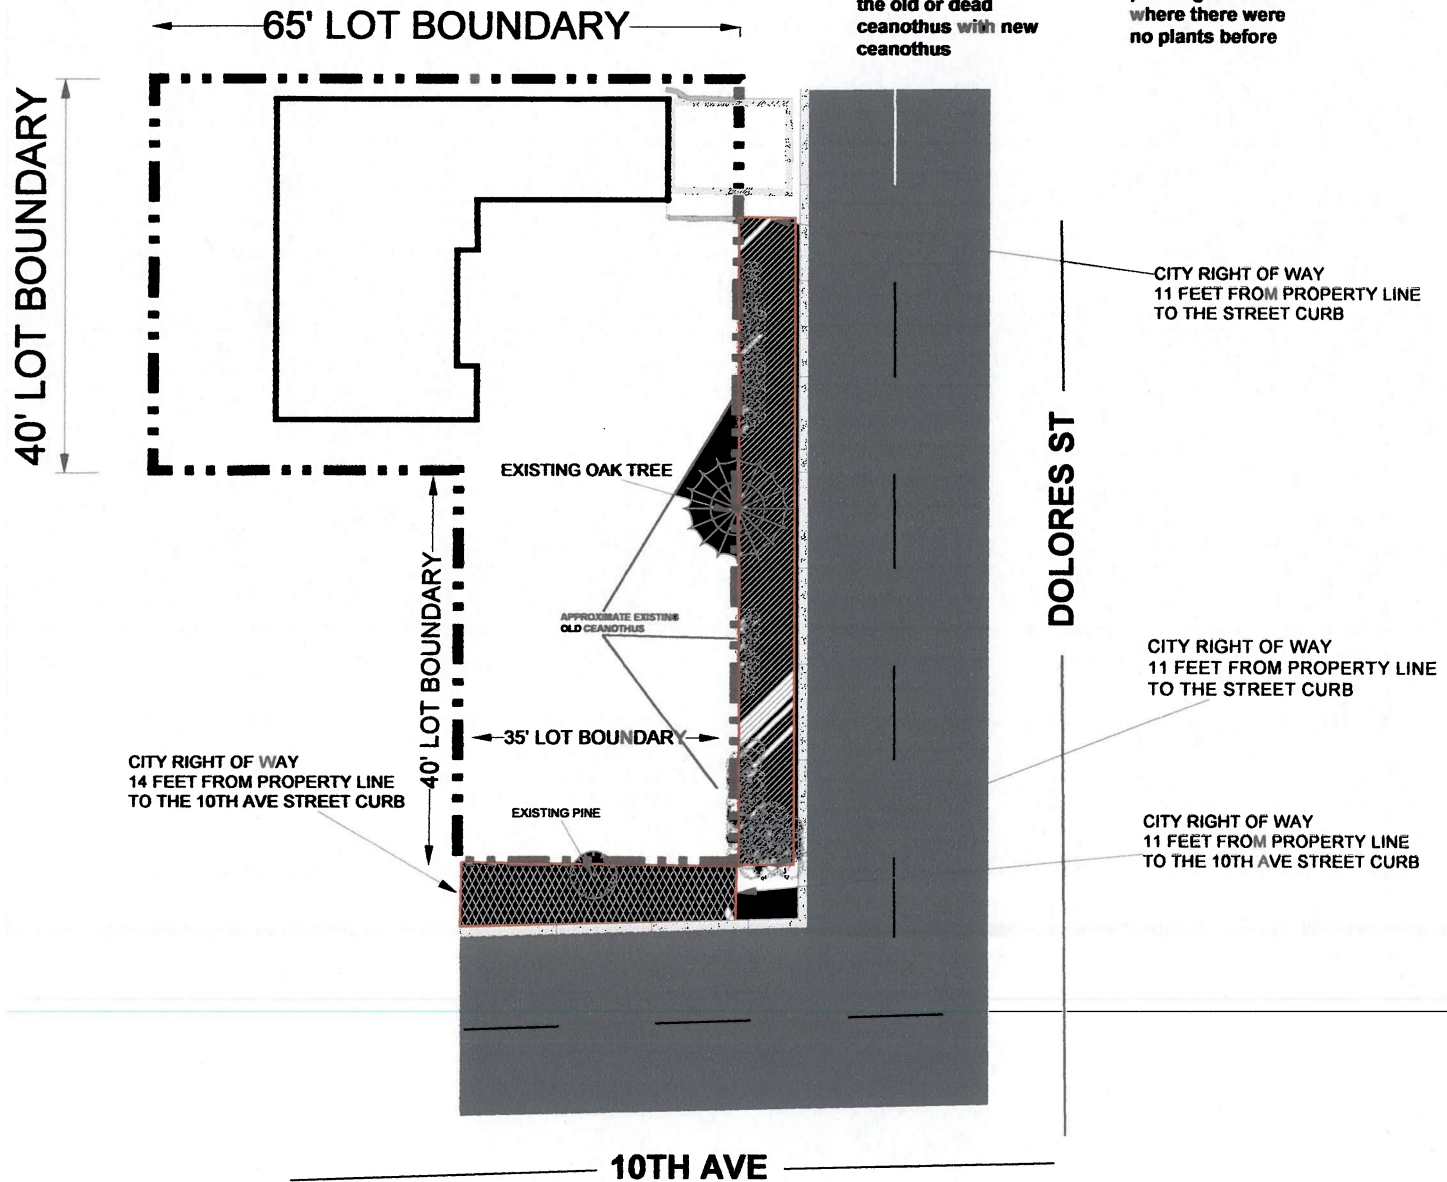 the old or dead
ceanothus with new
ceanothus
where there were
no plants before
65' LOT BOUNDARY
40' LOT BOUNDARY
CITY RIGHT OF WAY
11 FEET FROM PROPERTY LINE
TO THE STREET CURB
EXISTING OAK TREE
DOLORES ST
APPROXIMATE EXISTING
OLD CEANOTHUS
40' LOT BOUNDARY
CITY RIGHT OF WAY
11 FEET FROM PROPERTY LINE
TO THE STREET CURB
35' LOT BOUNDARY
CITY RIGHT OF WAY
14 FEET FROM PROPERTY LINE
TO THE 10TH AVE STREET CURB
EXISTING PINE
CITY RIGHT OF WAY
11 FEET FROM PROPERTY LINE
TO THE 10TH AVE STREET CURB
10TH AVE